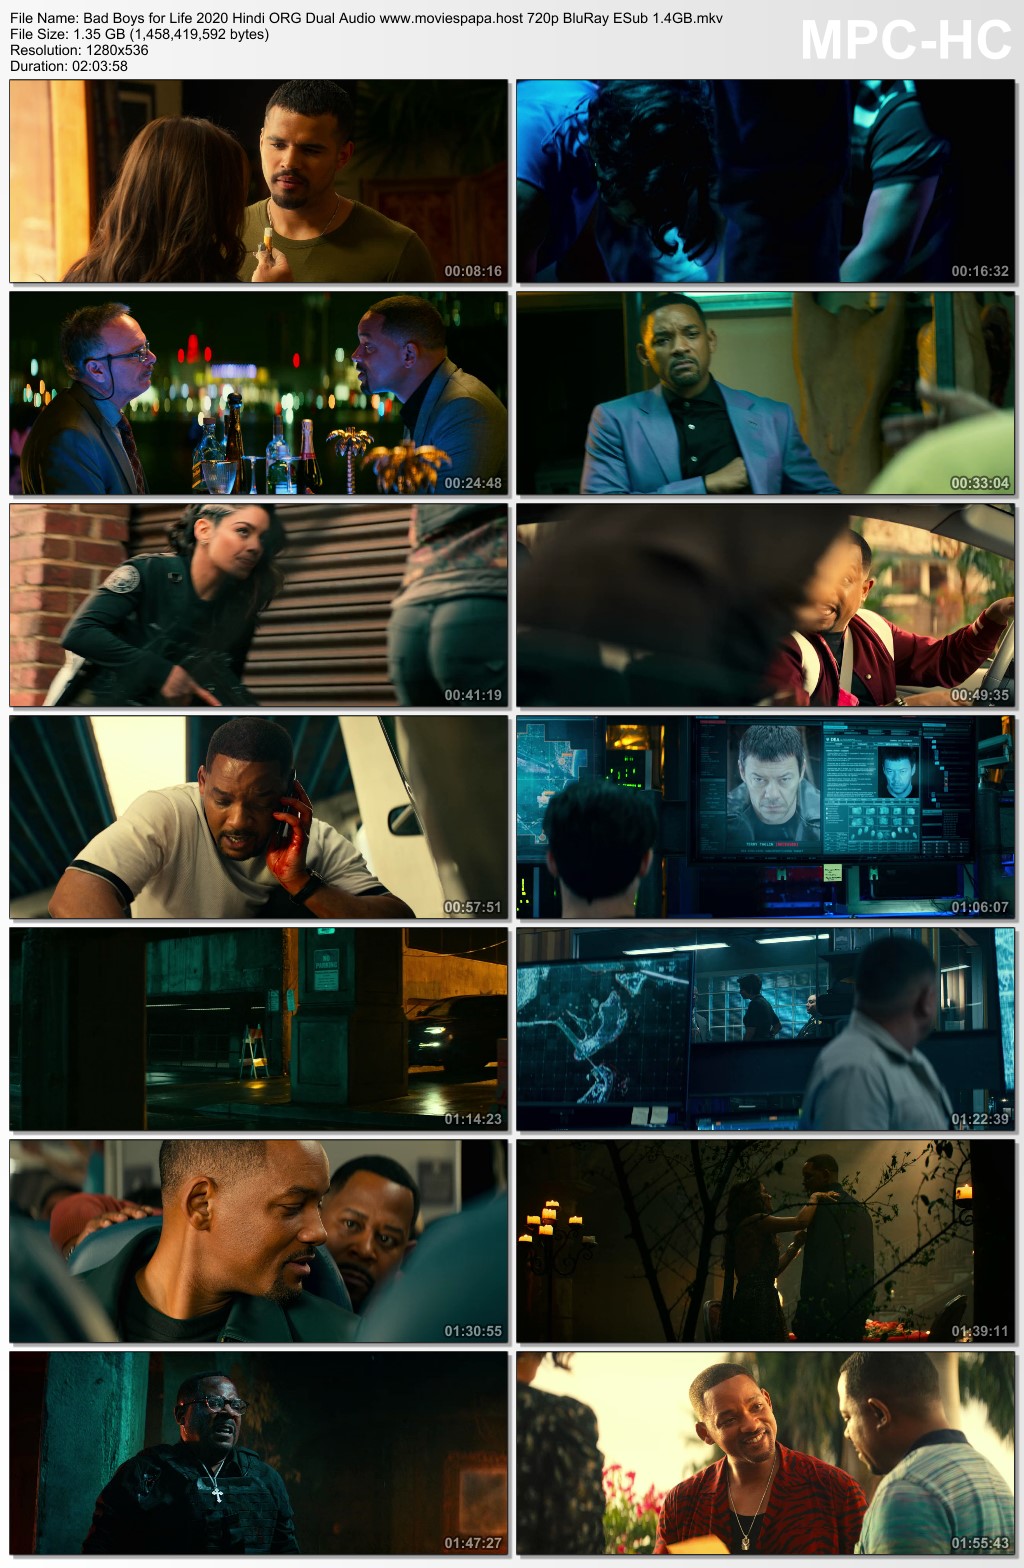 File Name: Bad Boys for Life 2020 Hindi ORG Dual Audio www.moviespapa.host 720p BluRay ESub 1.4GB.mkv
File Size: 1.35 GB (1,458,419,592 bytes)
Resolution: 1280x536
Duration: 02:03:58
MPC-HC
00:08:16
00:16:32
00:24:48
00:33:04
00:41:19
00:49:35
00:57:51
01:06:07
NO
PARKING
01:14:23
01:22:39
01:30:55
01:39:11
01:47:27
01:55:43